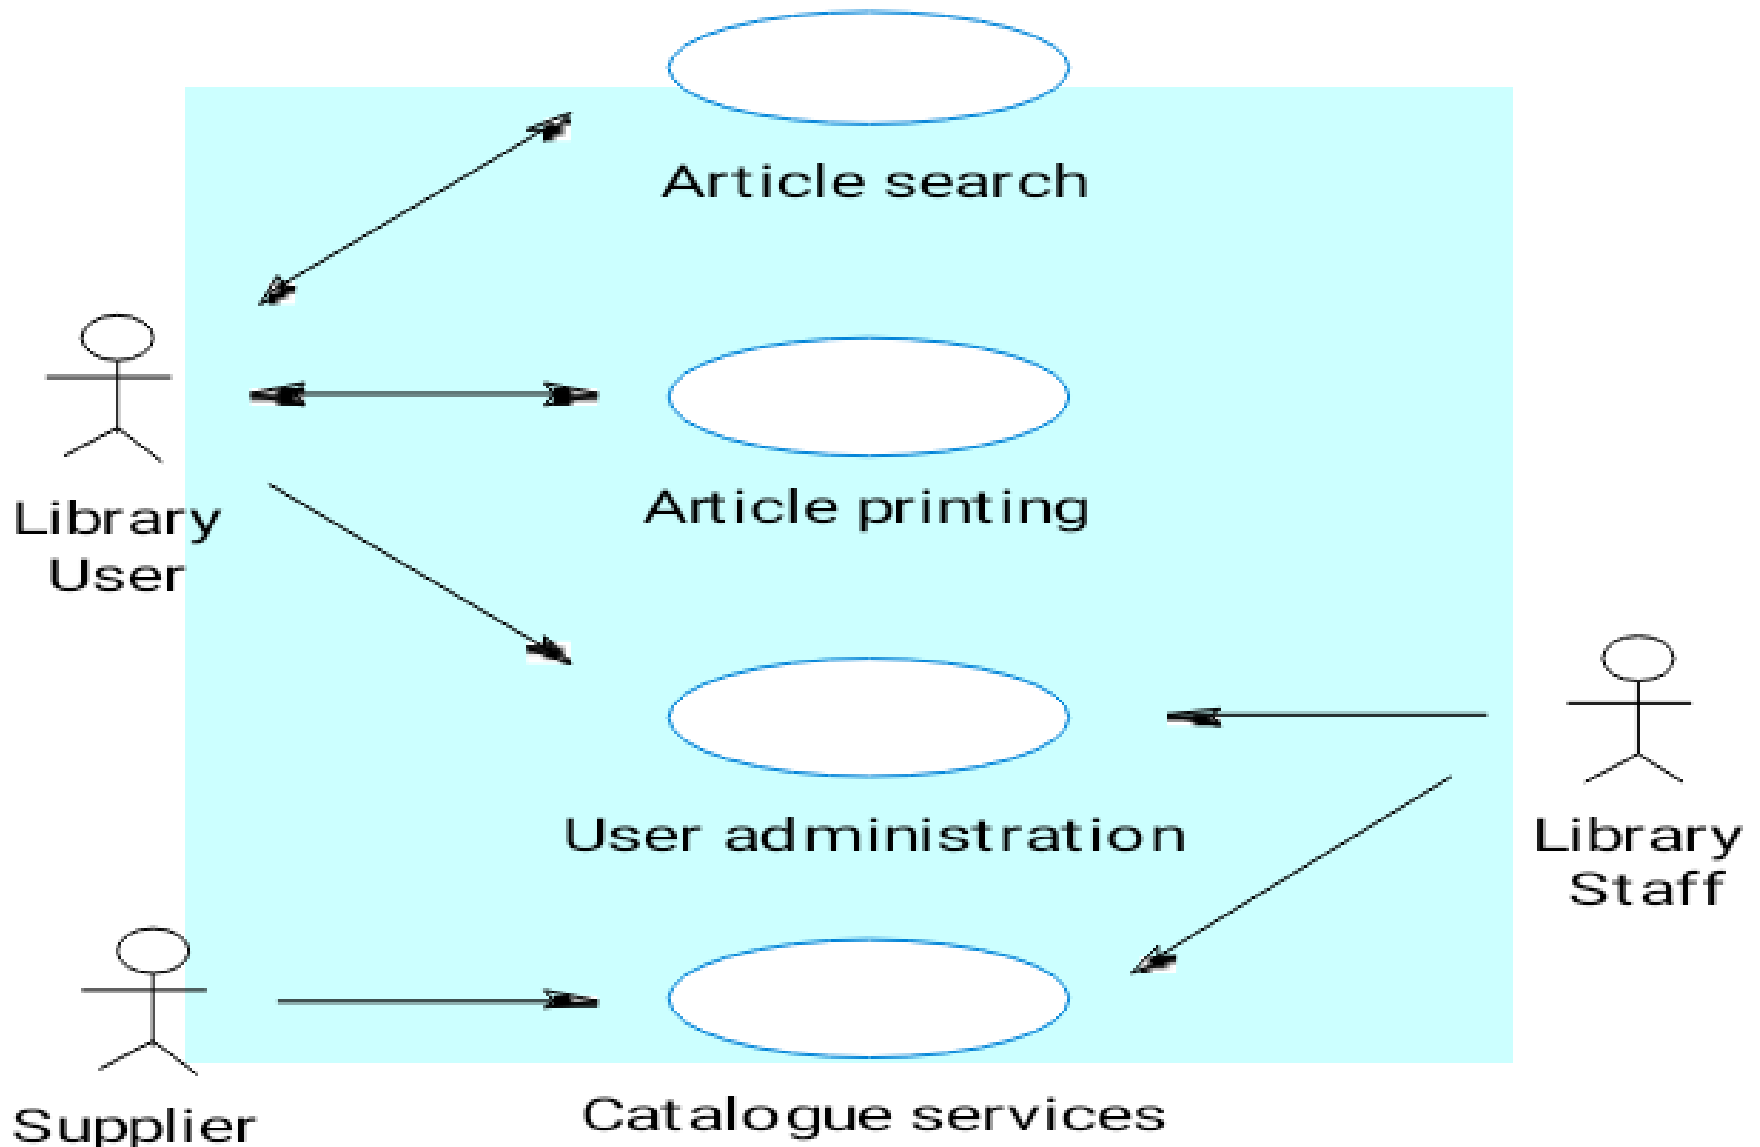 Article search
Article printing
Library
User
User administration
Library
Staff
Catalogue services
Supplier